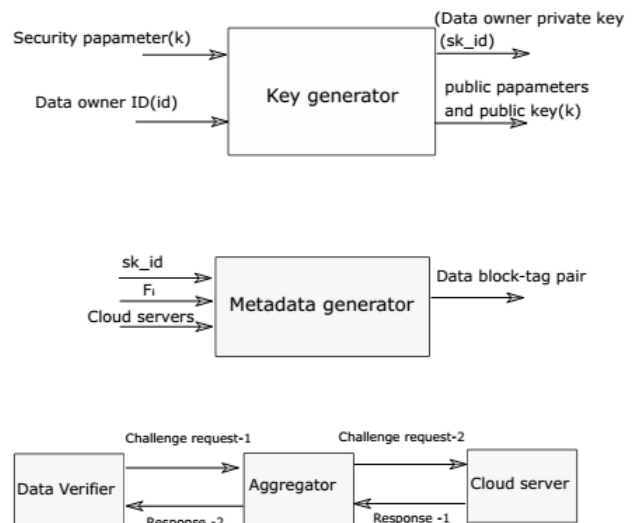 (Data owner private key
Security papameter(k)
(sk_id)
Key generator
public papameters
Data owner ID(id)
and public key(k)
sk_id
Fᵢ
Data block-tag pair
Metadata generator
Cloud servers
Challenge request-1
Challenge request-2
Data Verifier
Aggregator
Cloud server
Response -2
Response -1